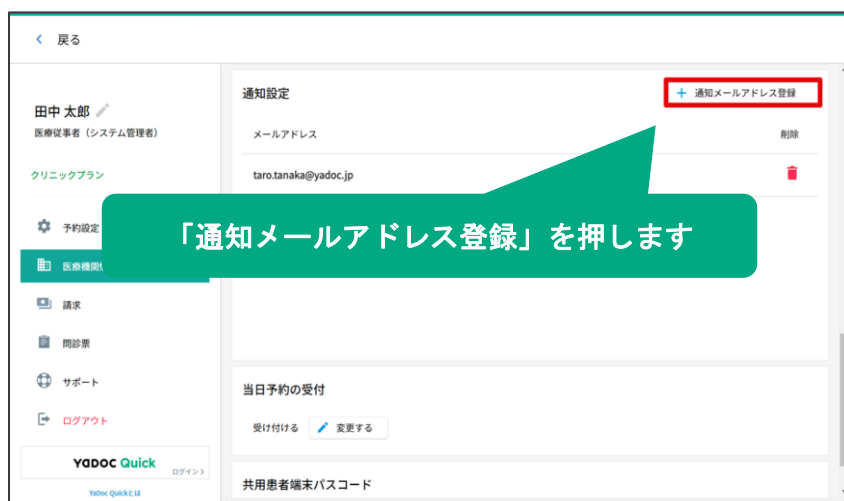 戻る
田中 太郎
医療従事者（システム管理者）
クリニックプラン
予約設定
医療機関
請求
問診票
サポート
ログアウト
YaDOC Quick
ログイン >
YaDoc Quickとは
通知設定
+ 通知メールアドレス登録
メールアドレス
削除
taro.tanaka@yadoc.jp
「通知メールアドレス登録」を押します
当日予約の受付
受け付ける
変更する
共用患者端末パスコード